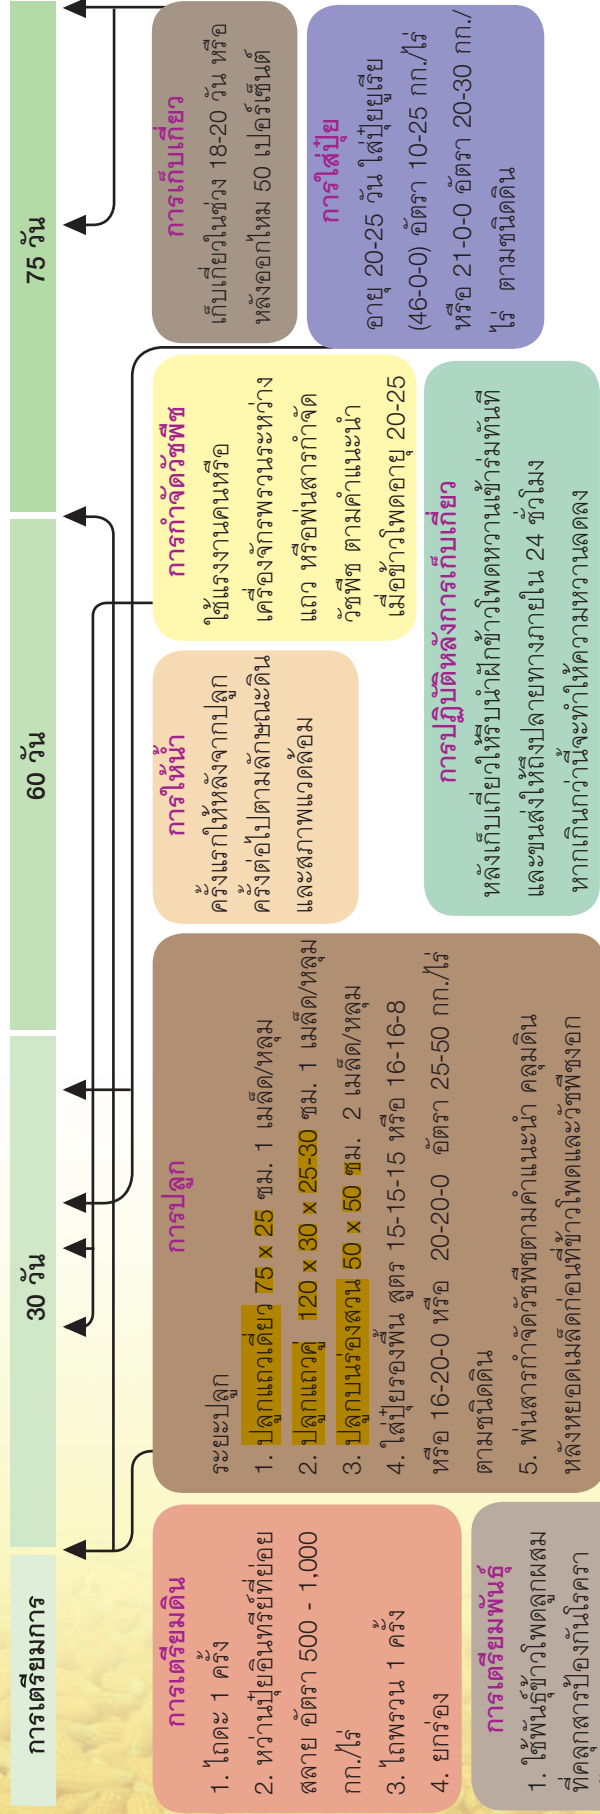 การเตรียมการ
30 วัน
60 วัน
75 วัน
การเตรียมดิน
1. ไถดะ 1 ครั้ง
2. หว่านปุ๋ยอินทรีย์ที่ย่อย
สลาย อัตรา 500 - 1,000
กก./ไร่
3. ไถพรวน 1 ครั้ง
4. ยกร่อง
การเตรียมพันธุ์
1. ใช้พันธุ์ข้าวโพดลูกผสม
ที่คลุกสารป้องกันโรครา
การปลูก
ระยะปลูก
1. ปลูกแถวเดี่ยว 75 x 25 ซม. 1 เมล็ด/หลุม
2. ปลูกแถวคู่ 120 x 30 x 25-30 ซม. 1 เมล็ด/หลุม
3. ปลูกบนร่องสวน 50 x 50 ซม. 2 เมล็ด/หลุม
4. ใส่ปุ๋ยรองพื้น สูตร 15-15-15 หรือ 16-16-8
หรือ 16-20-0 หรือ 20-20-0 อัตรา 25-50 กก./ไร่
ตามชนิดดิน
5. พ่นสารกำจัดวัชพืชตามคำแนะนำ คลุมดิน
หลังหยอดเมล็ดก่อนที่ข้าวโพดและวัชพืชงอก
การให้น้ำ
ครั้งแรกให้หลังจากปลูก
ครั้งต่อไปตามลักษณะดิน
และสภาพแวดล้อม
การกำจัดวัชพืช
ใช้แรงงานคนหรือ
เครื่องจักรพรวนระหว่าง
แถว หรือพ่นสารกำจัด
วัชพืช ตามคำแนะนำ
เมื่อข้าวโพดอายุ 20-25
การปฏิบัติหลังการเก็บเกี่ยว
หลังเก็บเกี่ยวให้รีบนำฝักข้าวโพดหวานเข้าร่มทันที
และขนส่งให้ถึงปลายทางภายใน 24 ชั่วโมง
หากเกินกว่านี้จะทำให้ความหวานลดลง
การเก็บเกี่ยว
เก็บเกี่ยวในช่วง 18-20 วัน หรือ
หลังออกไหม 50 เปอร์เซ็นต์
การใส่ปุ๋ย
อายุ 20-25 วัน ใส่ปุ๋ยยูเรีย
(46-0-0) อัตรา 10-25 กก./ไร่
หรือ 21-0-0 อัตรา 20-30 กก./
ไร่ ตามชนิดดิน